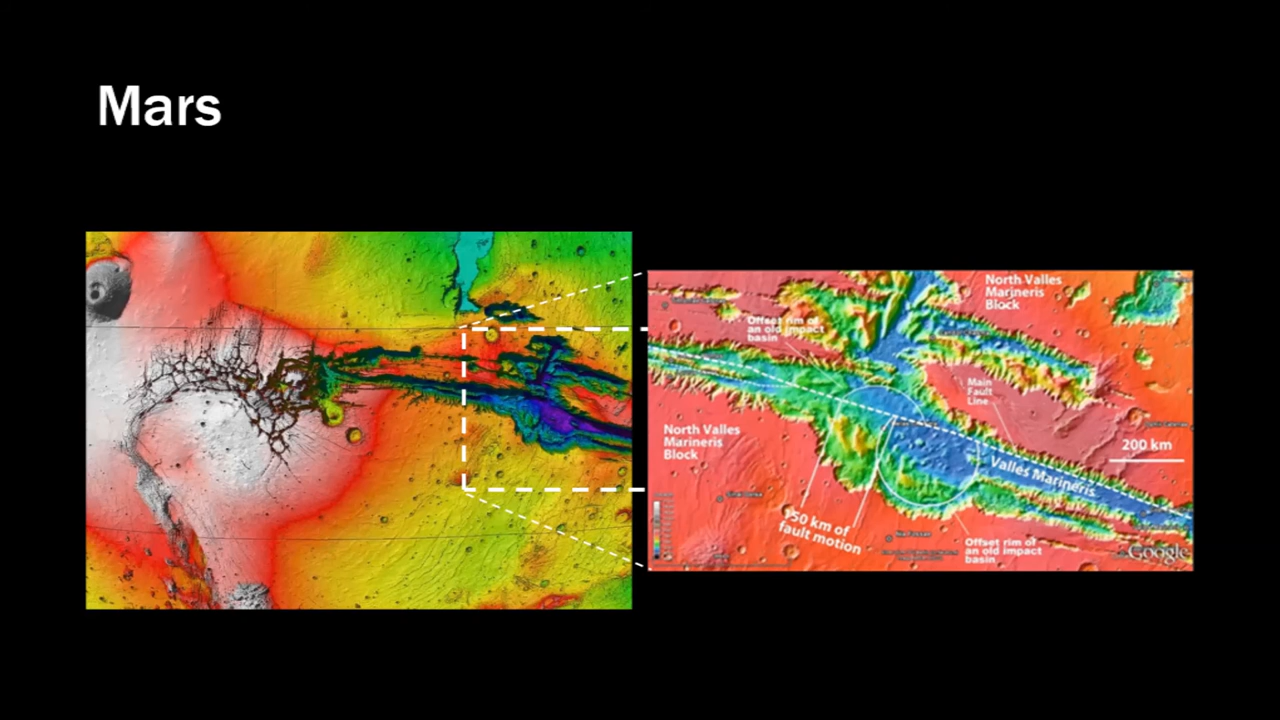 Mars
North Valles
Marineris
Block
Offset rim of
an old impact
basin
Main
Fault
Line
North Valles
Marineris
Block
200 km
Valles Marineris
150 km of
fault motion
Offset rim of
an old impact
basin
Google